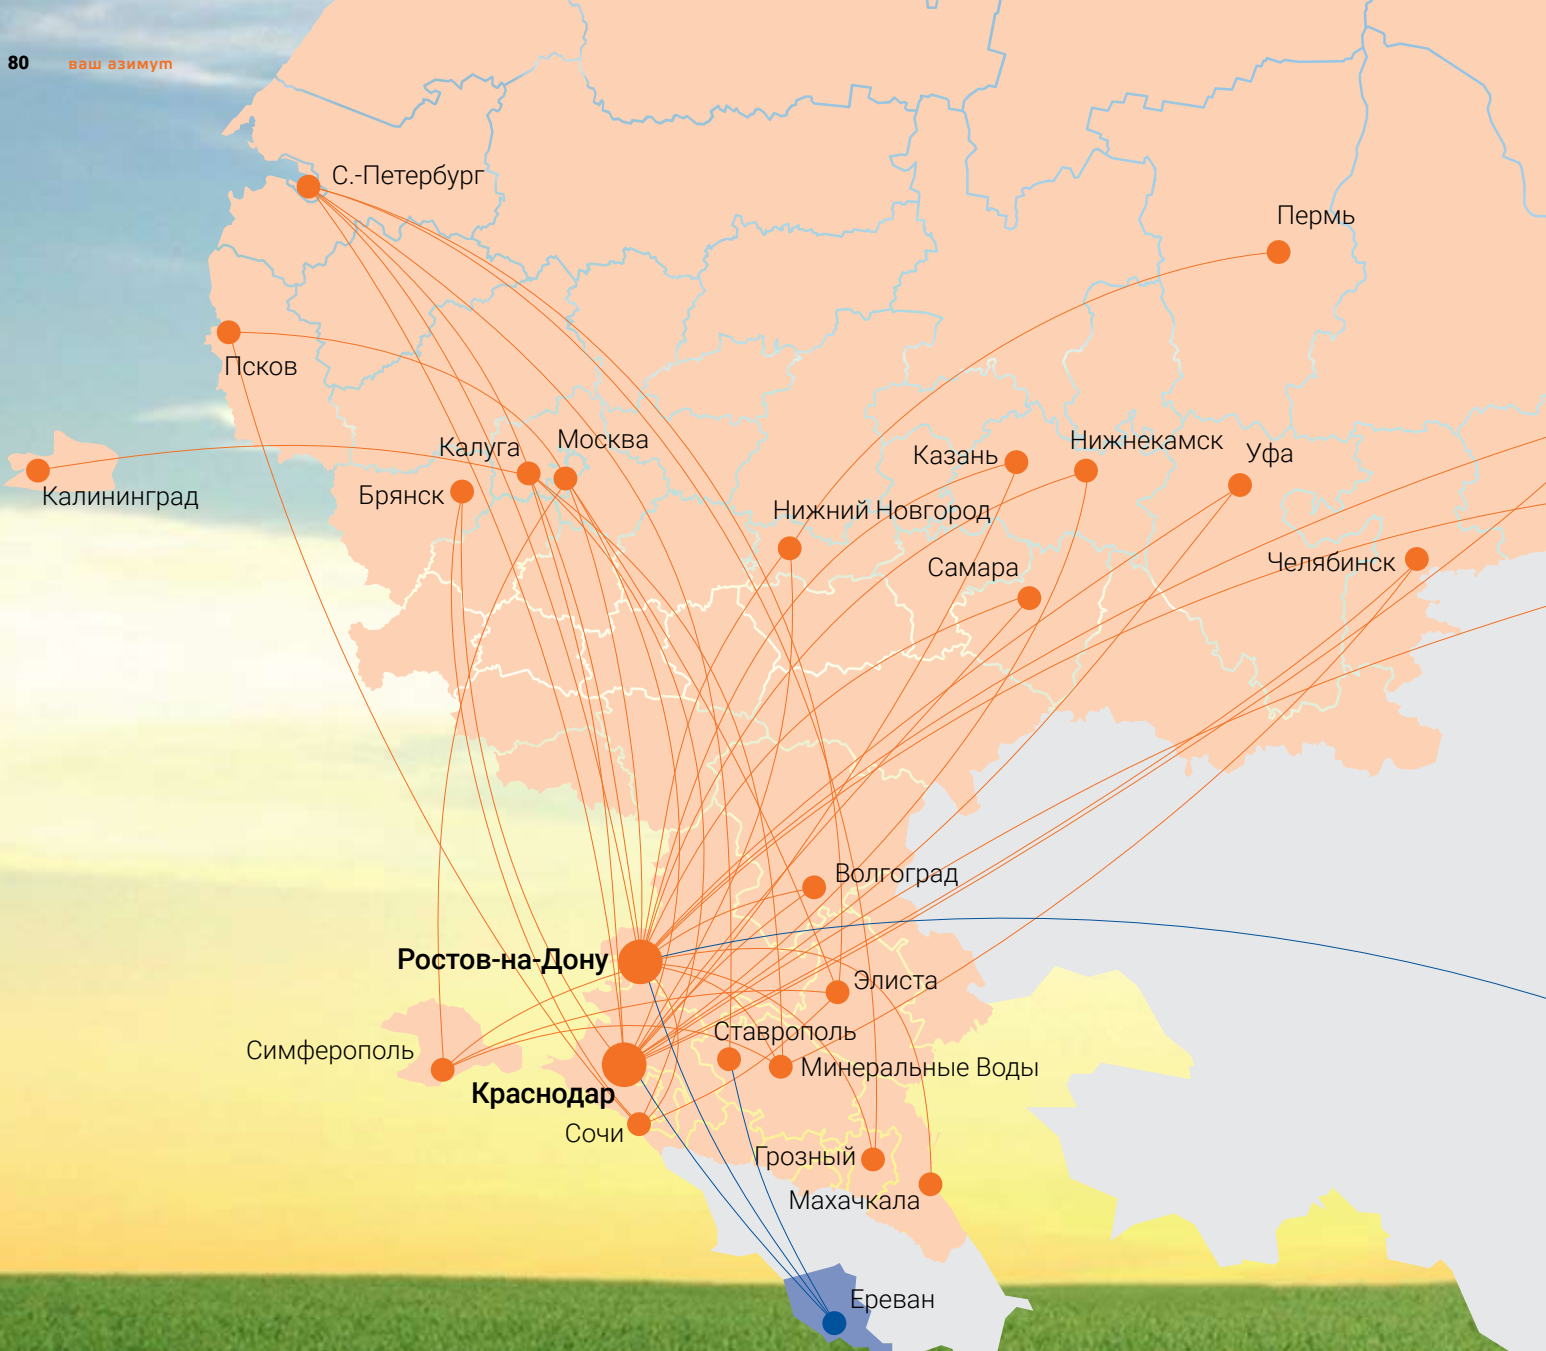 80 ваш азимут
С.-Петербург
Пермь
Псков
Калуга
Москва
Нижнекамск
Казань
Уфа
Калининград
Брянск
Нижний Новгород
Самара
Челябинск
Волгоград
Ростов-на-Дону
Элиста
Ставрополь
Симферополь
Минеральные Воды
Краснодар
Сочи
Грозный
Махачкала
Ереван